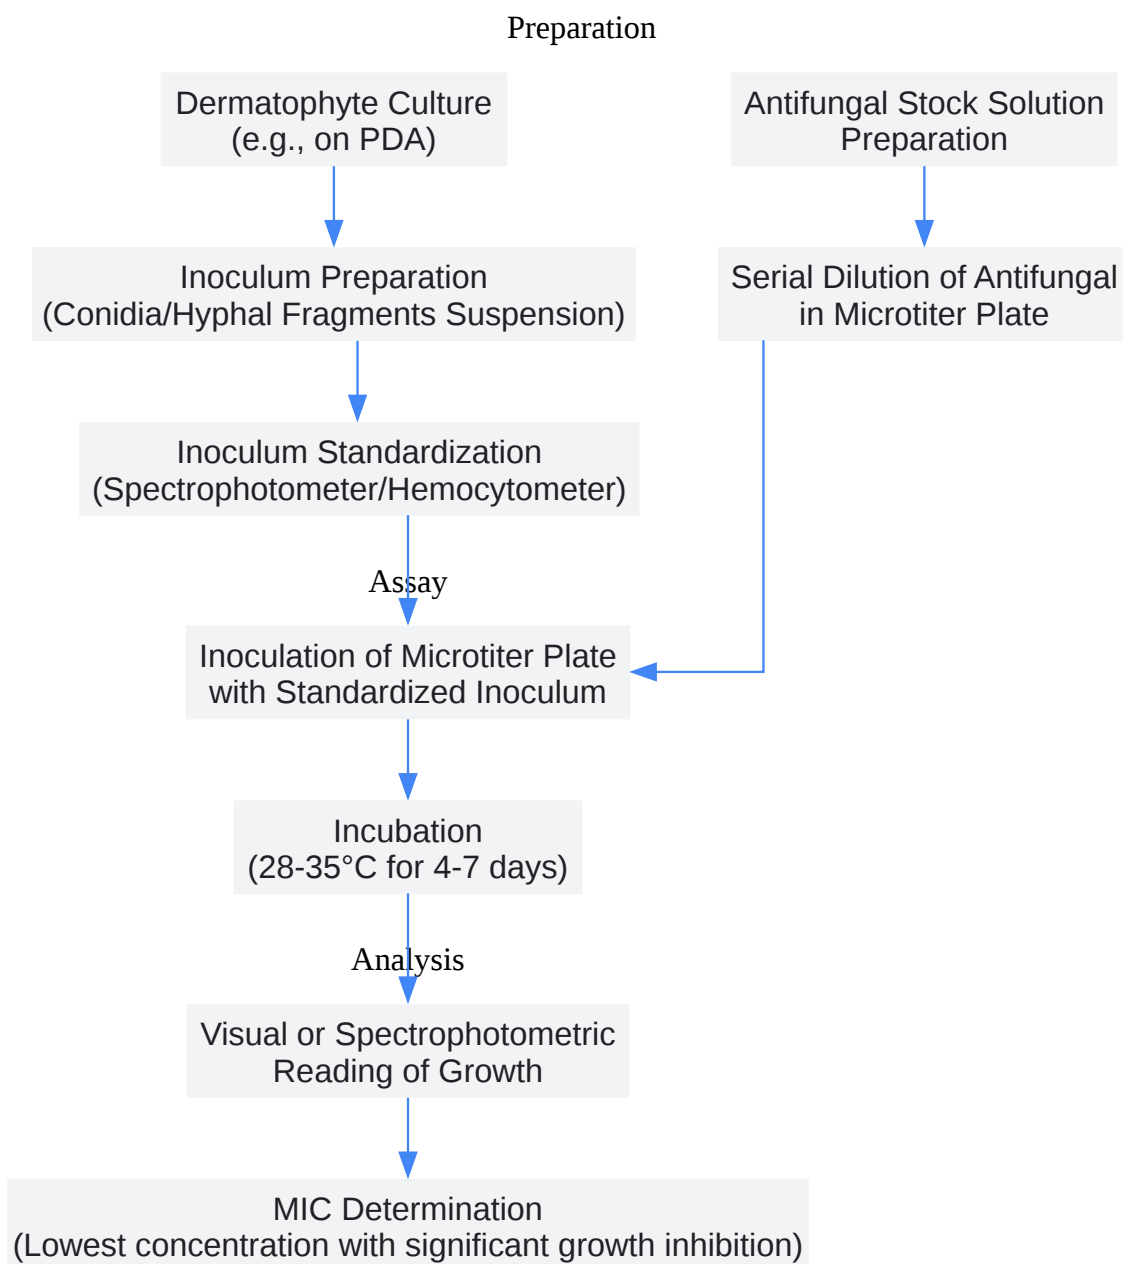 Preparation
Dermatophyte Culture
(e.g., on PDA)
Antifungal Stock Solution
Preparation
Inoculum Preparation
(Conidia/Hyphal Fragments Suspension)
Serial Dilution of Antifungal
in Microtiter Plate
Inoculum Standardization
(Spectrophotometer/Hemocytometer)
Assay
Inoculation of Microtiter Plate
with Standardized Inoculum
Incubation
(28-35°C for 4-7 days)
Analysis
Visual or Spectrophotometric
Reading of Growth
MIC Determination
(Lowest concentration with significant growth inhibition)